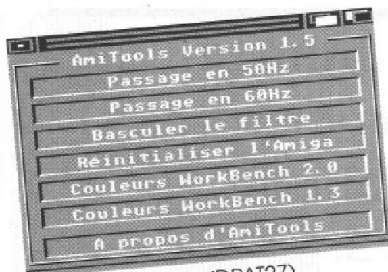 AmiTools Version 1.5
Passage en 50Hz
Passage en 60Hz
Basculer le filtre
Réinitialiser l'Amiga
Couleurs WorkBench 2.0
Couleurs WorkBench 1.3
A propos d'AmiTools